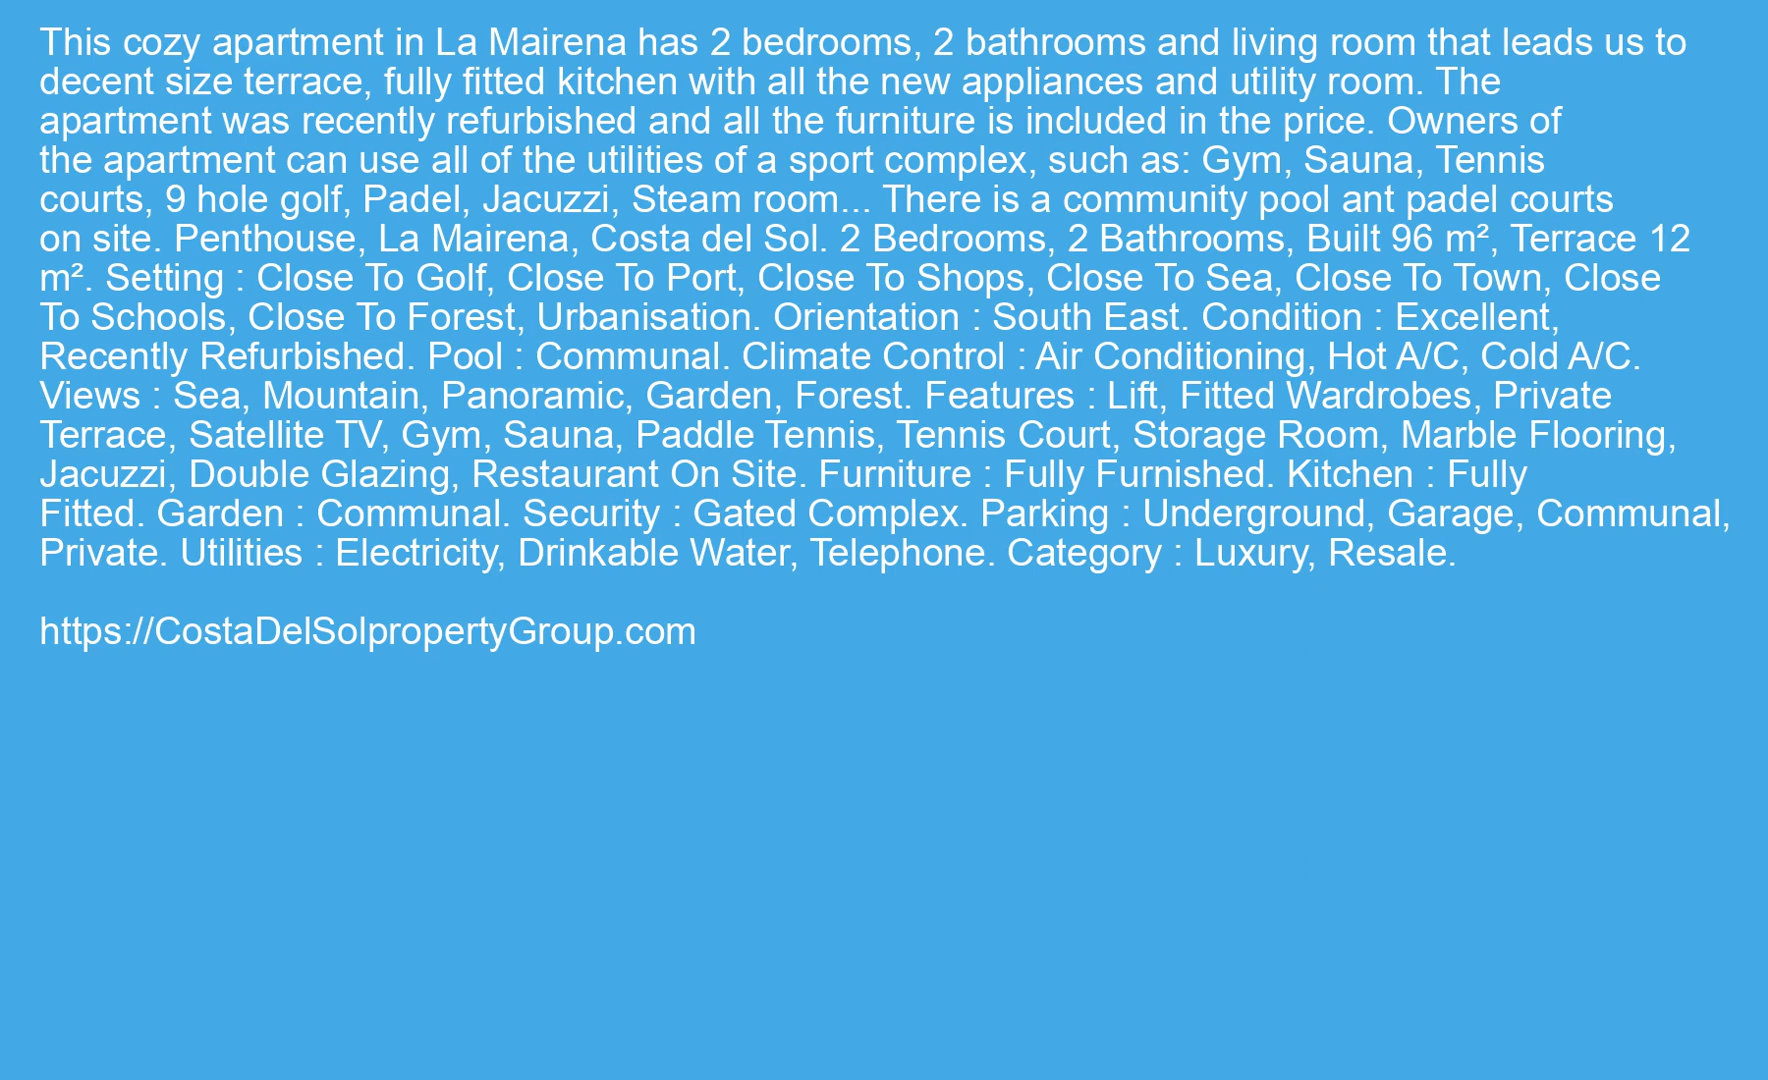 This cozy apartment in La Mairena has 2 bedrooms, 2 bathrooms and living room that leads us to
decent size terrace, fully fitted kitchen with all the new appliances and utility room. The
apartment was recently refurbished and all the furniture is included in the price. Owners of
the apartment can use all of the utilities of a sport complex, such as: Gym, Sauna, Tennis
courts, 9 hole golf, Padel, Jacuzzi, Steam room... There is a community pool ant padel courts
on site. Penthouse, La Mairena, Costa del Sol. 2 Bedrooms, 2 Bathrooms, Built 96 m², Terrace 12
m². Setting : Close To Golf, Close To Port, Close To Shops, Close To Sea, Close To Town, Close
To Schools, Close To Forest, Urbanisation. Orientation : South East. Condition : Excellent,
Recently Refurbished. Pool : Communal. Climate Control : Air Conditioning, Hot A/C, Cold A/C.
Views : Sea, Mountain, Panoramic, Garden, Forest. Features : Lift, Fitted Wardrobes, Private
Terrace, Satellite TV, Gym, Sauna, Paddle Tennis, Tennis Court, Storage Room, Marble Flooring,
Jacuzzi, Double Glazing, Restaurant On Site. Furniture : Fully Furnished. Kitchen : Fully
Fitted. Garden : Communal. Security : Gated Complex. Parking : Underground, Garage, Communal,
Private. Utilities : Electricity, Drinkable Water, Telephone. Category : Luxury, Resale.
https://CostaDelSolpropertyGroup.com